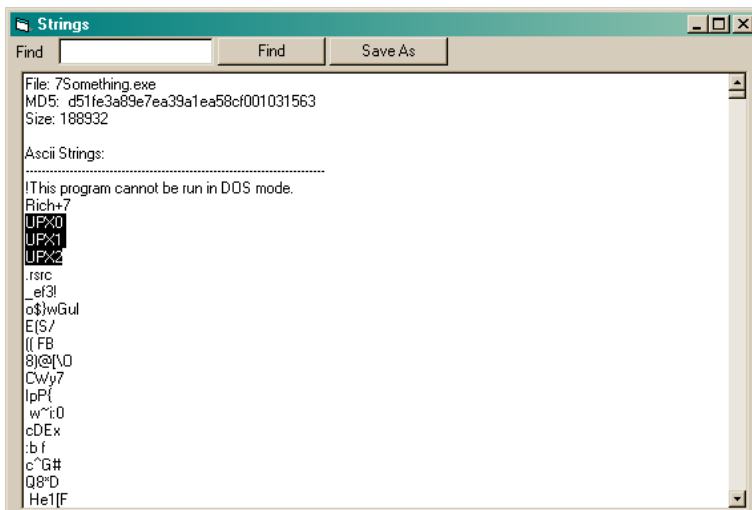 Strings
Find Find Save As
File: 7Something.exe
MD5: d51fe3a89e7ea39a1ea58cf001031563
Size: 188932
Ascii Strings:
---------------------------------------------------------------------------
!This program cannot be run in DOS mode.
Rich+7
UPX0
UPX1
UPX2
.rsrc
_ef3!
o$}wGul
E(S/
(( FB
8)@[\O
CWy7
IpP{
w~i:0
cDEx
:b f
c^G#
Q8*D
He1[F